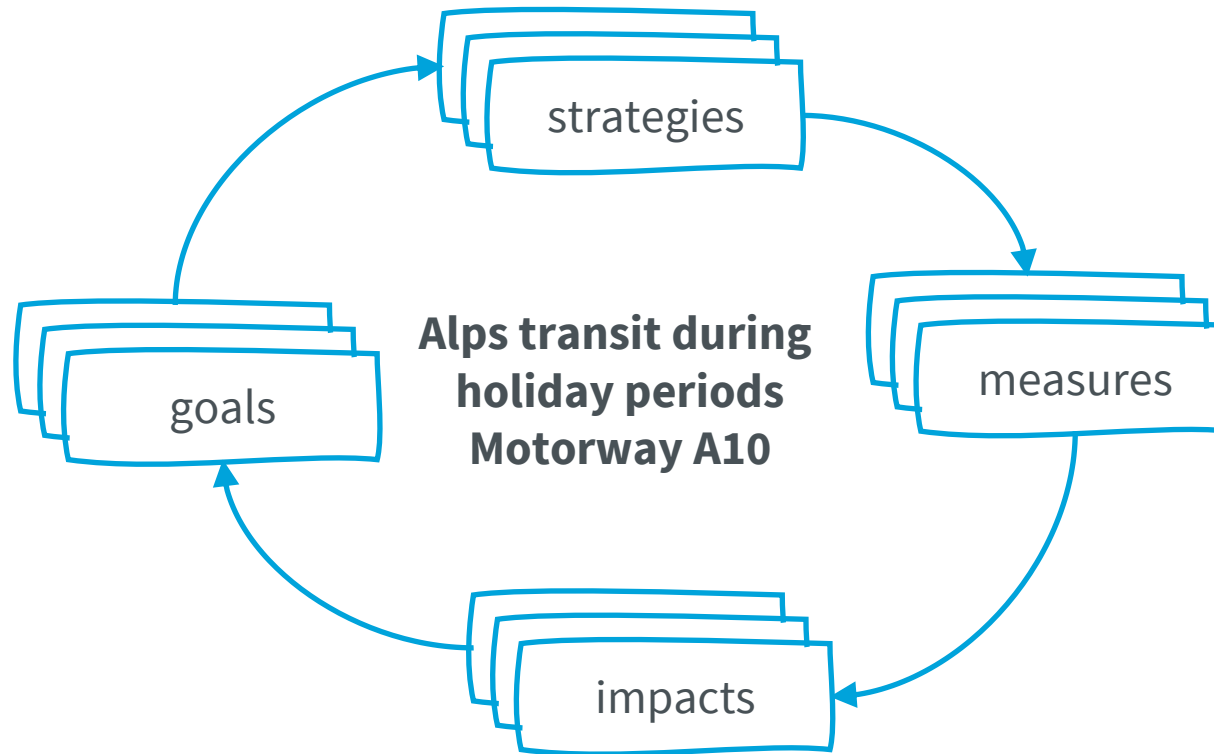 strategies
Alps transit during
holiday periods
Motorway A10
measures
goals
impacts